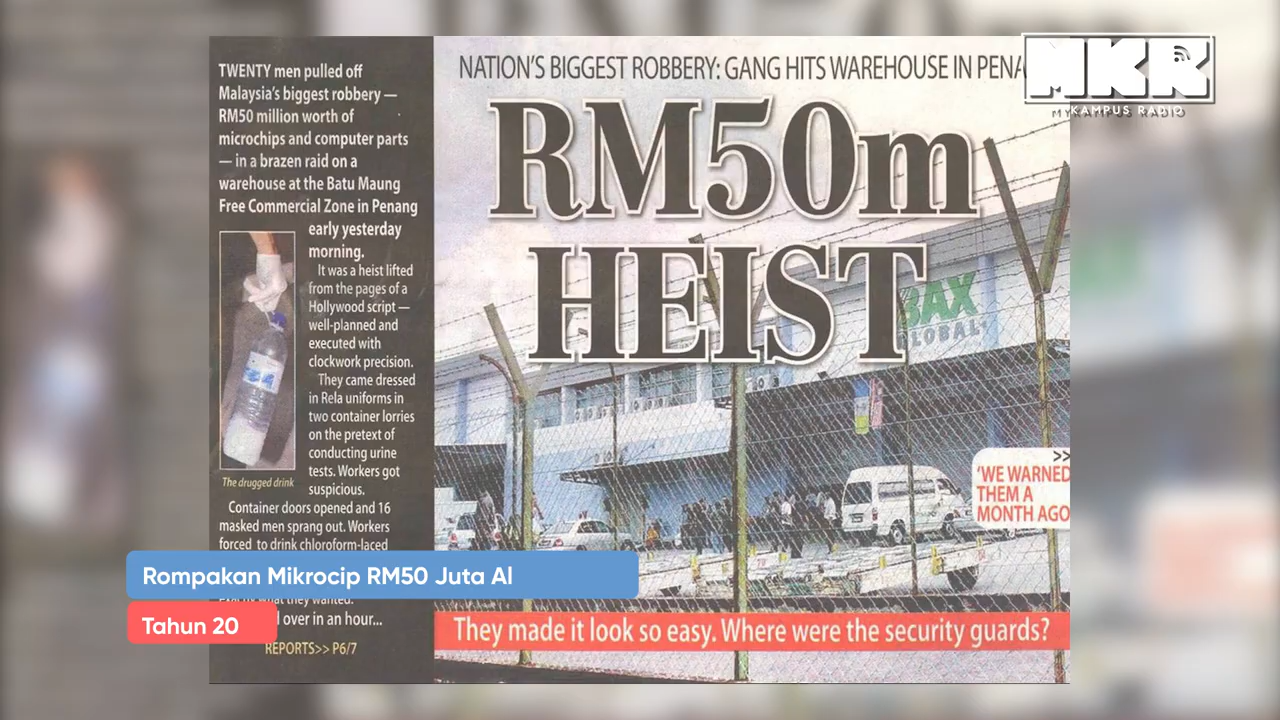 TWENTY men pulled off
Malaysia's biggest robbery —
RM50 million worth of
microchips and computer parts
— in a brazen raid on a
warehouse at the Batu Maung
Free Commercial Zone in Penang
early yesterday
morning.
It was a heist lifted
from the pages of a
Hollywood script —
well-planned and
executed with
clockwork precision.
They came dressed
in Rela uniforms in
two container lorries
on the pretext of
conducting urine
tests. Workers got
suspicious.
The drugged drink
Container doors opened and 16
masked men sprang out. Workers
forced to drink chloroform-laced
exactly what they wanted.
over in an hour...
REPORTS>> P6/7
NATION'S BIGGEST ROBBERY: GANG HITS WAREHOUSE IN PENA
RM50m
HEIST
BAX
GLOBAL
>>
'WE WARNED
THEM A
MONTH AGO
They made it look so easy. Where were the security guards?
MKR
MYKAMPUS RADIO
Rompakan Mikrocip RM50 Juta Al
Tahun 20